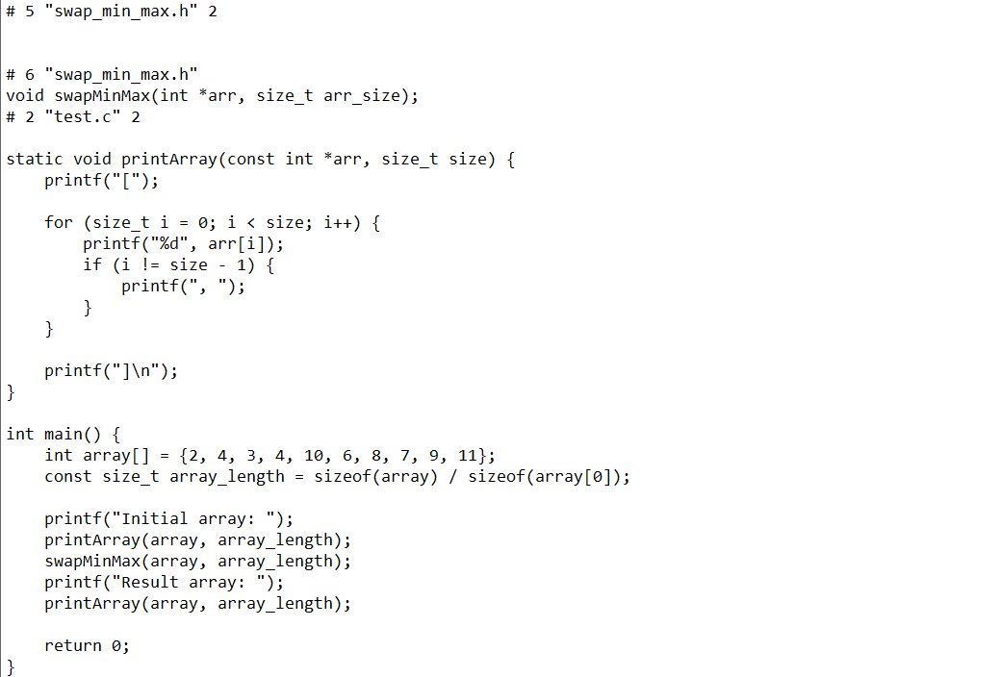 # 5 "swap_min_max.h" 2
# 6 "swap_min_max.h"
void swapMinMax(int *arr, size_t arr_size);
# 2 "test.c" 2
static void printArray(const int *arr, size_t size) {
    printf("[");
    for (size_t i = 0; i < size; i++) {
        printf("%d", arr[i]);
        if (i != size - 1) {
            printf(", ");
        }
    }
    printf("]\n");
}
int main() {
    int array[] = {2, 4, 3, 4, 10, 6, 8, 7, 9, 11};
    const size_t array_length = sizeof(array) / sizeof(array[0]);
    printf("Initial array: ");
    printArray(array, array_length);
    swapMinMax(array, array_length);
    printf("Result array: ");
    printArray(array, array_length);
    return 0;
}